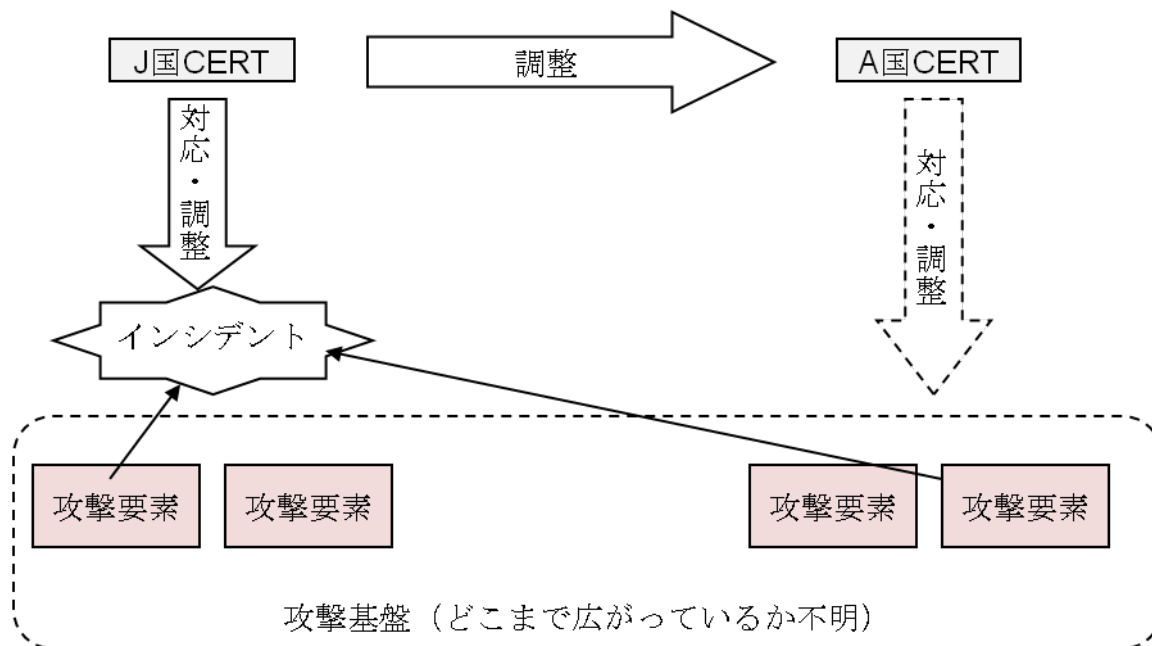 J国CERT
調整
A国CERT
対応・調整
対応・調整
インシデント
攻撃要素
攻撃要素
攻撃要素
攻撃要素
攻撃基盤（どこまで広がっているか不明）